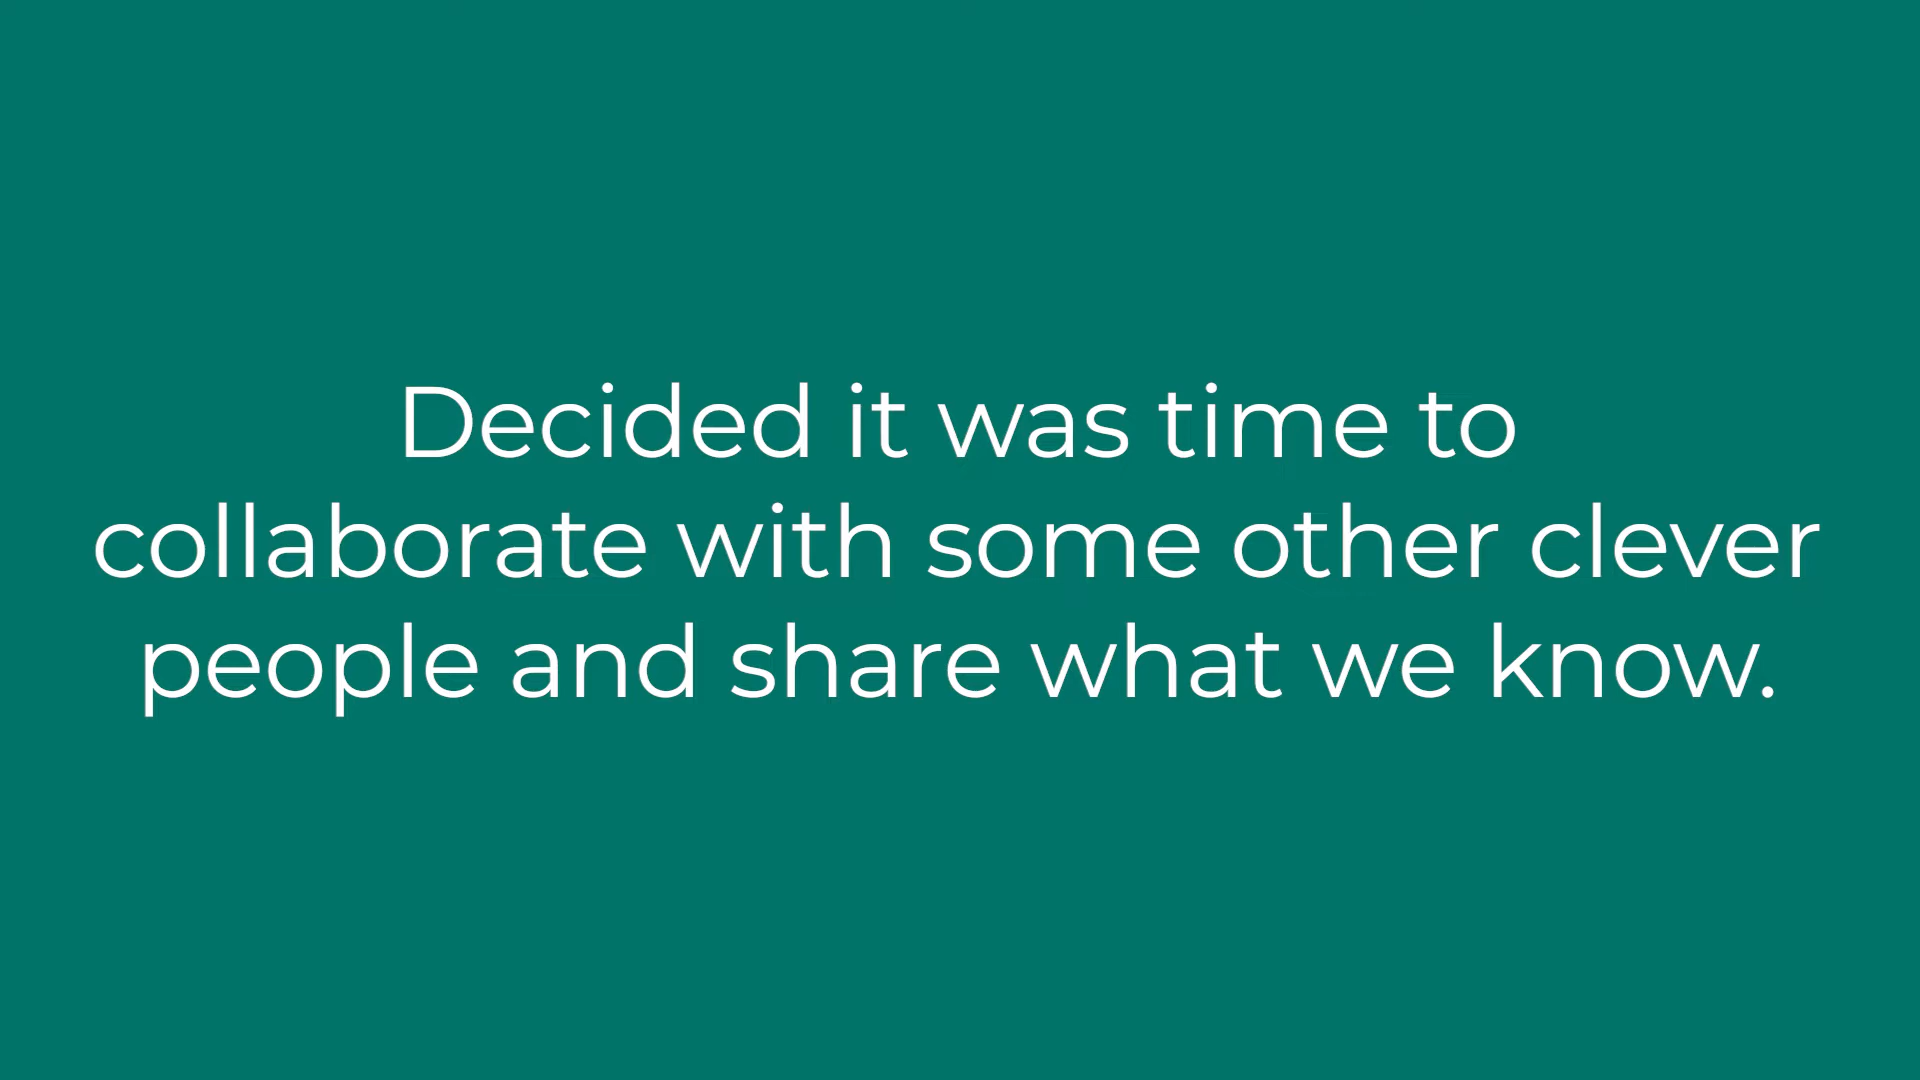 Decided it was time to
collaborate with some other clever
people and share what we know.